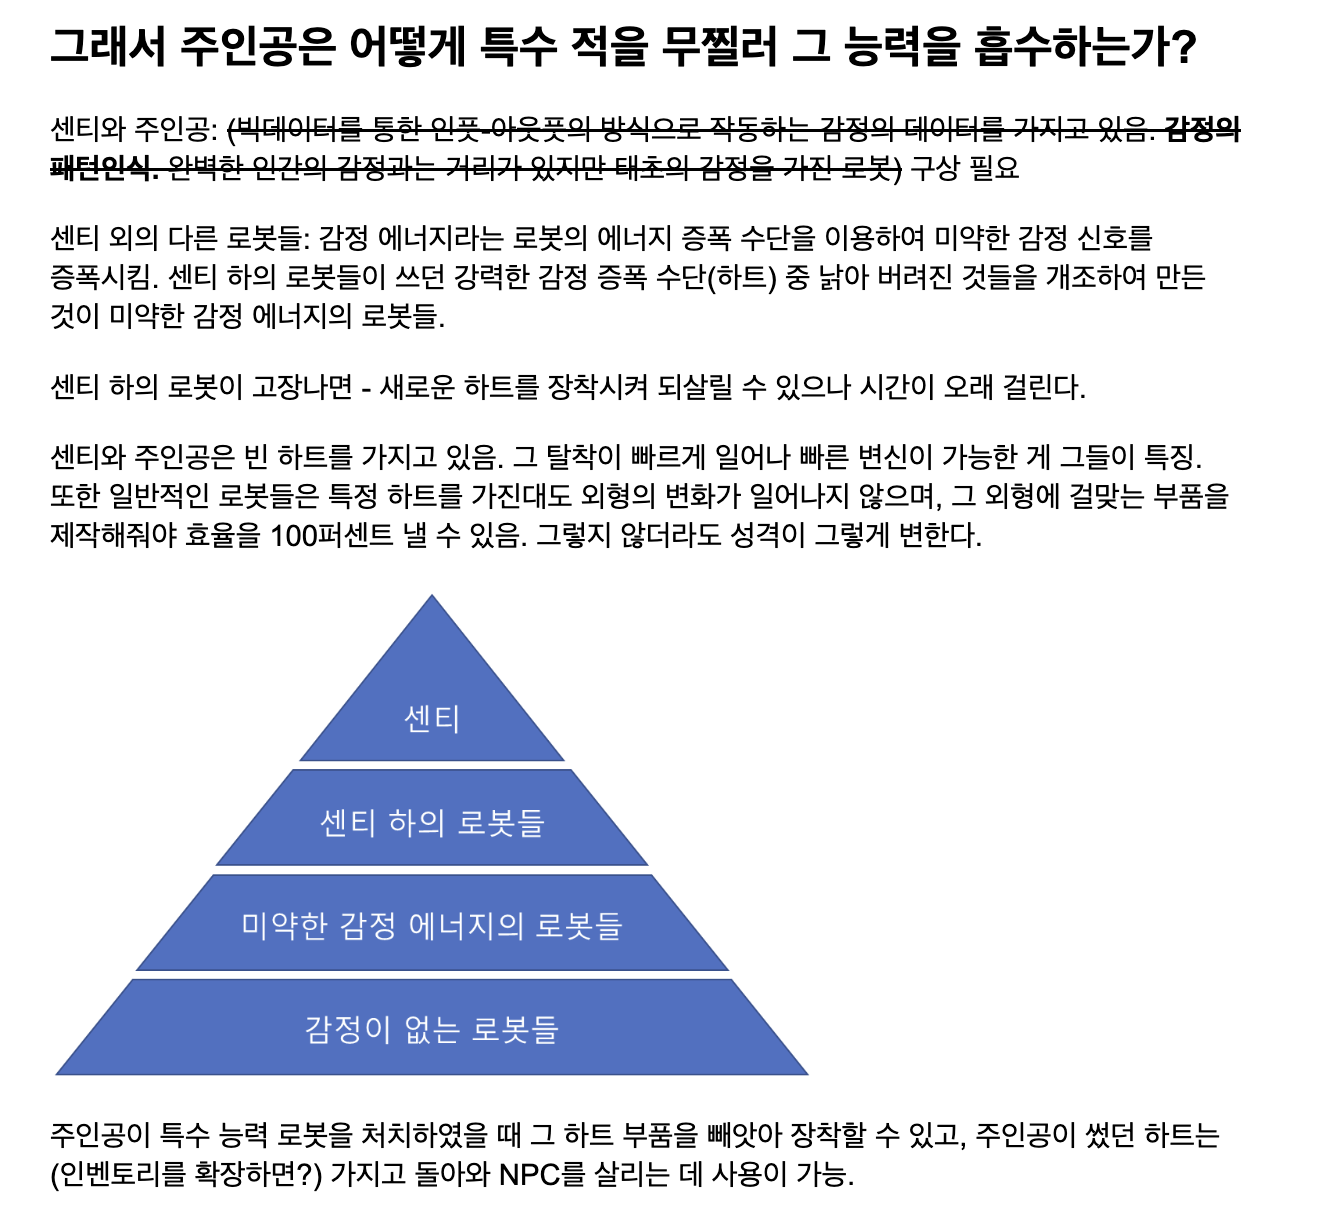 그래서 주인공은 어떻게 특수 적을 무찔러 그 능력을 흡수하는가?
센티와 주인공: (빅데이터를 통한 인풋-아웃풋의 방식으로 작동하는 감정의 데이터를 가지고 있음. 감정의
패턴인식. 완벽한 인간의 감정과는 거리가 있지만 태초의 감정을 가진 로봇) 구상 필요
센티 외의 다른 로봇들: 감정 에너지라는 로봇의 에너지 증폭 수단을 이용하여 미약한 감정 신호를
증폭시킴. 센티 하의 로봇들이 쓰던 강력한 감정 증폭 수단(하트) 중 낡아 버려진 것들을 개조하여 만든
것이 미약한 감정 에너지의 로봇들.
센티 하의 로봇이 고장나면 - 새로운 하트를 장착시켜 되살릴 수 있으나 시간이 오래 걸린다.
센티와 주인공은 빈 하트를 가지고 있음. 그 탈착이 빠르게 일어나 빠른 변신이 가능한 게 그들이 특징.
또한 일반적인 로봇들은 특정 하트를 가진대도 외형의 변화가 일어나지 않으며, 그 외형에 걸맞는 부품을
제작해줘야 효율을 100퍼센트 낼 수 있음. 그렇지 않더라도 성격이 그렇게 변한다.
센티
센티 하의 로봇들
미약한 감정 에너지의 로봇들
감정이 없는 로봇들
주인공이 특수 능력 로봇을 처치하였을 때 그 하트 부품을 빼앗아 장착할 수 있고, 주인공이 썼던 하트는
(인벤토리를 확장하면?) 가지고 돌아와 NPC를 살리는 데 사용이 가능.